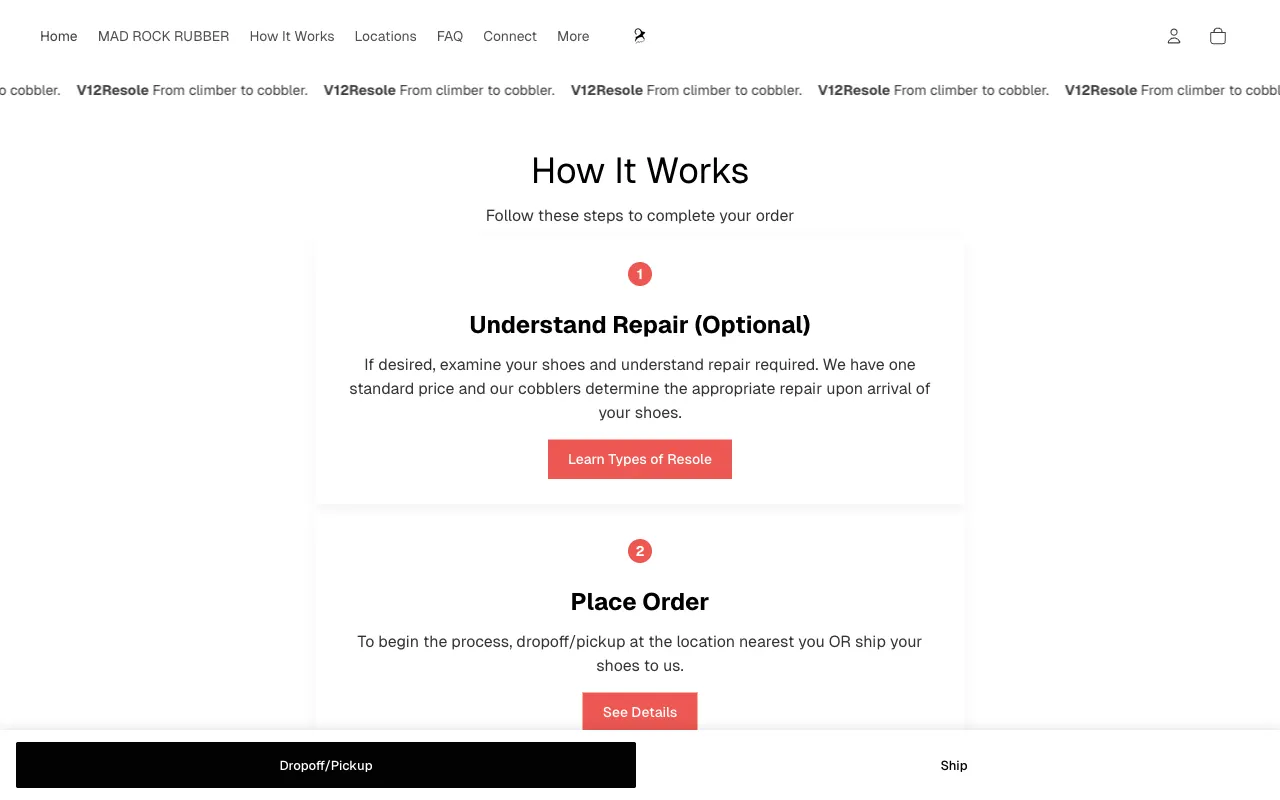 Home MAD ROCK RUBBER How It Works Locations FAQ Connect More
o cobbler. V12Resole From climber to cobbler. V12Resole From climber to cobbler. V12Resole From climber to cobbler. V12Resole From climber to cobbler. V12Resole From climber to cobbl
How It Works
Follow these steps to complete your order
1
Understand Repair (Optional)
If desired, examine your shoes and understand repair required. We have one
standard price and our cobblers determine the appropriate repair upon arrival of
your shoes.
Learn Types of Resole
2
Place Order
To begin the process, dropoff/pickup at the location nearest you OR ship your
shoes to us.
See Details
Dropoff/Pickup Ship